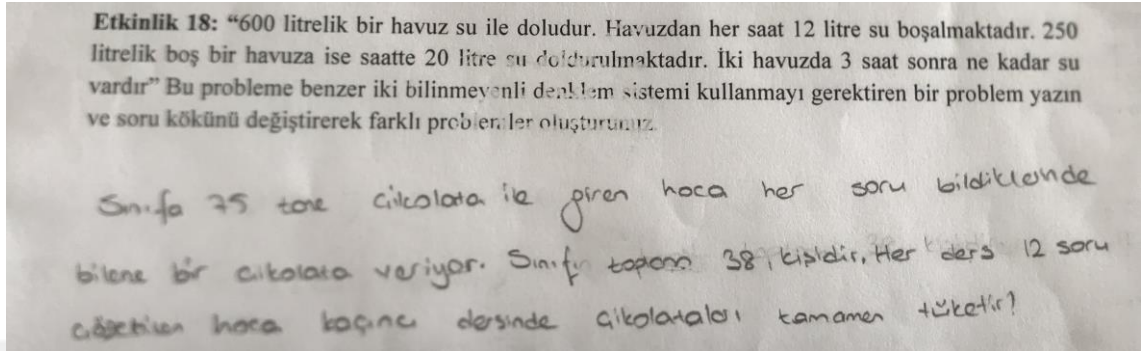 Etkinlik 18: “600 litrelik bir havuz su ile doludur. Havuzdan her saat 12 litre su boşalmaktadır. 250
litrelik boş bir havuza ise saatte 20 litre su doldurulmaktadır. İki havuzda 3 saat sonra ne kadar su
vardır” Bu probleme benzer iki bilinmeyenli denklem sistemi kullanmayı gerektiren bir problem yazın
ve soru kökünü değiştirerek farklı problemler oluşturunuz.
Sınıfa 75 tane çikolata ile giren hoca her soru bildiklerinde
bilene bir çikolata veriyor. Sınıfın toplam 38 kişidir, Her ders 12 soru
çözebilen hoca kaçıncı dersinde çikolataları tamamen tüketir?